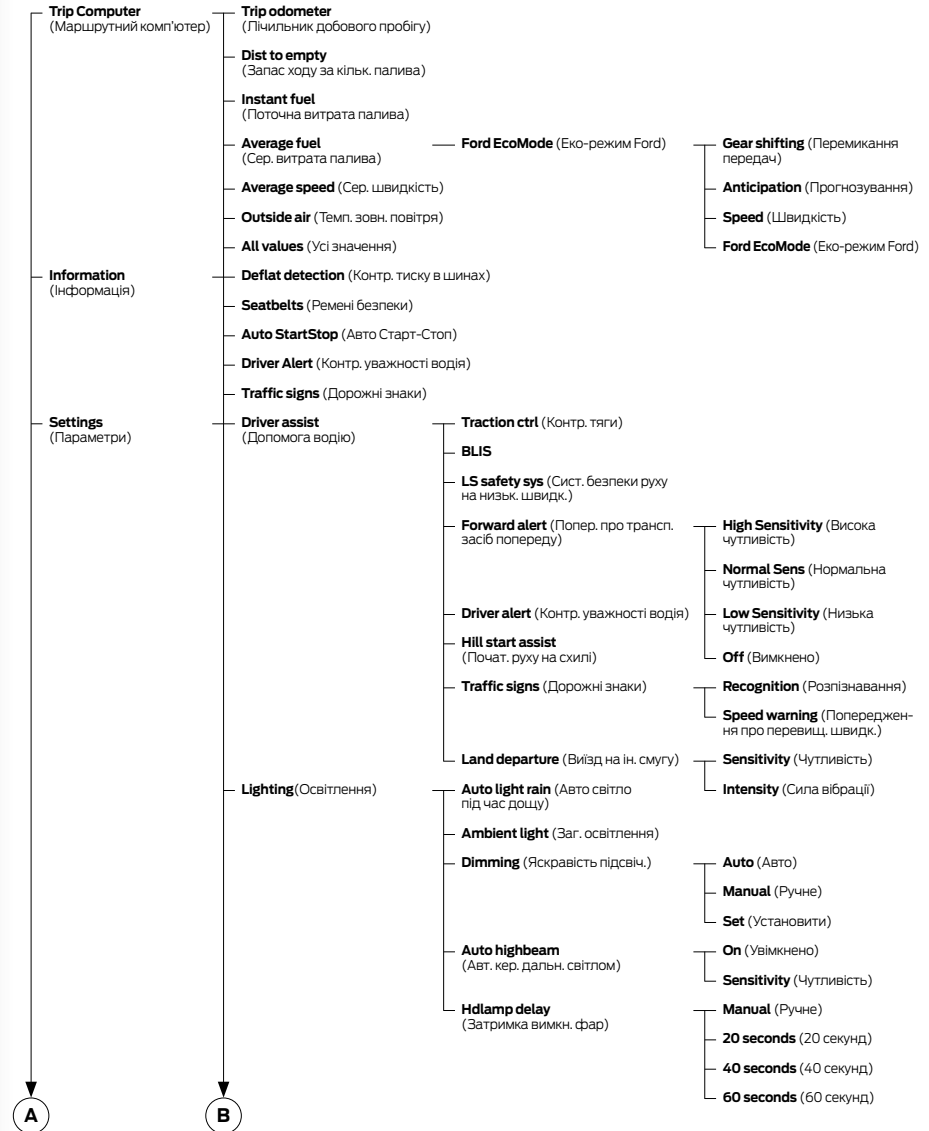 Trip Computer
(Маршрутний комп'ютер)
Trip odometer
(Лічильник добового пробігу)
Dist to empty
(Запас ходу за кільк. палива)
Instant fuel
(Поточна витрата палива)
Average fuel
(Сер. витрата палива)
Ford EcoMode (Еко-режим Ford)
Gear shifting (Перемикання
передач)
Anticipation (Прогнозування)
Speed (Швидкість)
Ford EcoMode (Еко-режим Ford)
Average speed (Сер. швидкість)
Outside air (Темп. зовн. повітря)
All values (Усі значення)
Information
(Інформація)
Deflat detection (Контр. тиску в шинах)
Seatbelts (Ремені безпеки)
Auto StartStop (Авто Старт-Стоп)
Driver Alert (Контр. уважності водія)
Traffic signs (Дорожні знаки)
Settings
(Параметри)
Driver assist
(Допомога водію)
Traction ctrl (Контр. тяги)
BLIS
LS safety sys (Сист. безпеки руху
на низьк. швидк.)
Forward alert (Попер. про трансп.
засіб попереду)
High Sensitivity (Висока
чутливість)
Normal Sens (Нормальна
чутливість)
Low Sensitivity (Низька
чутливість)
Off (Вимкнено)
Driver alert (Контр. уважності водія)
Hill start assist
(Почат. руху на схилі)
Traffic signs (Дорожні знаки)
Recognition (Розпізнавання)
Speed warning (Попереджен-
ня про перевищ. швидк.)
Land departure (Виїзд на ін. смугу)
Sensitivity (Чутливість)
Intensity (Сила вібрації)
Lighting(Освітлення)
Auto light rain (Авто світло
під час дощу)
Ambient light (Заг. освітлення)
Dimming (Яскравість підсвіч.)
Auto (Авто)
Manual (Ручне)
Set (Установити)
Auto highbeam
(Авт. кер. дальн. світлом)
On (Увімкнено)
Sensitivity (Чутливість)
Hdlamp delay
(Затримка вимкн. фар)
Manual (Ручне)
20 seconds (20 секунд)
40 seconds (40 секунд)
60 seconds (60 секунд)
A
B